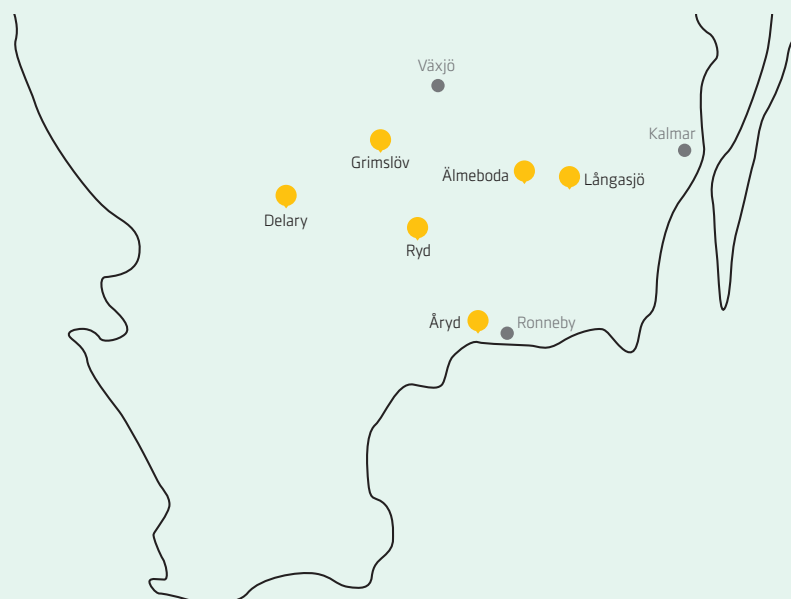 Växjö
Kalmar
Grimslöv
Älmeboda
Långasjö
Delary
Ryd
Åryd
Ronneby